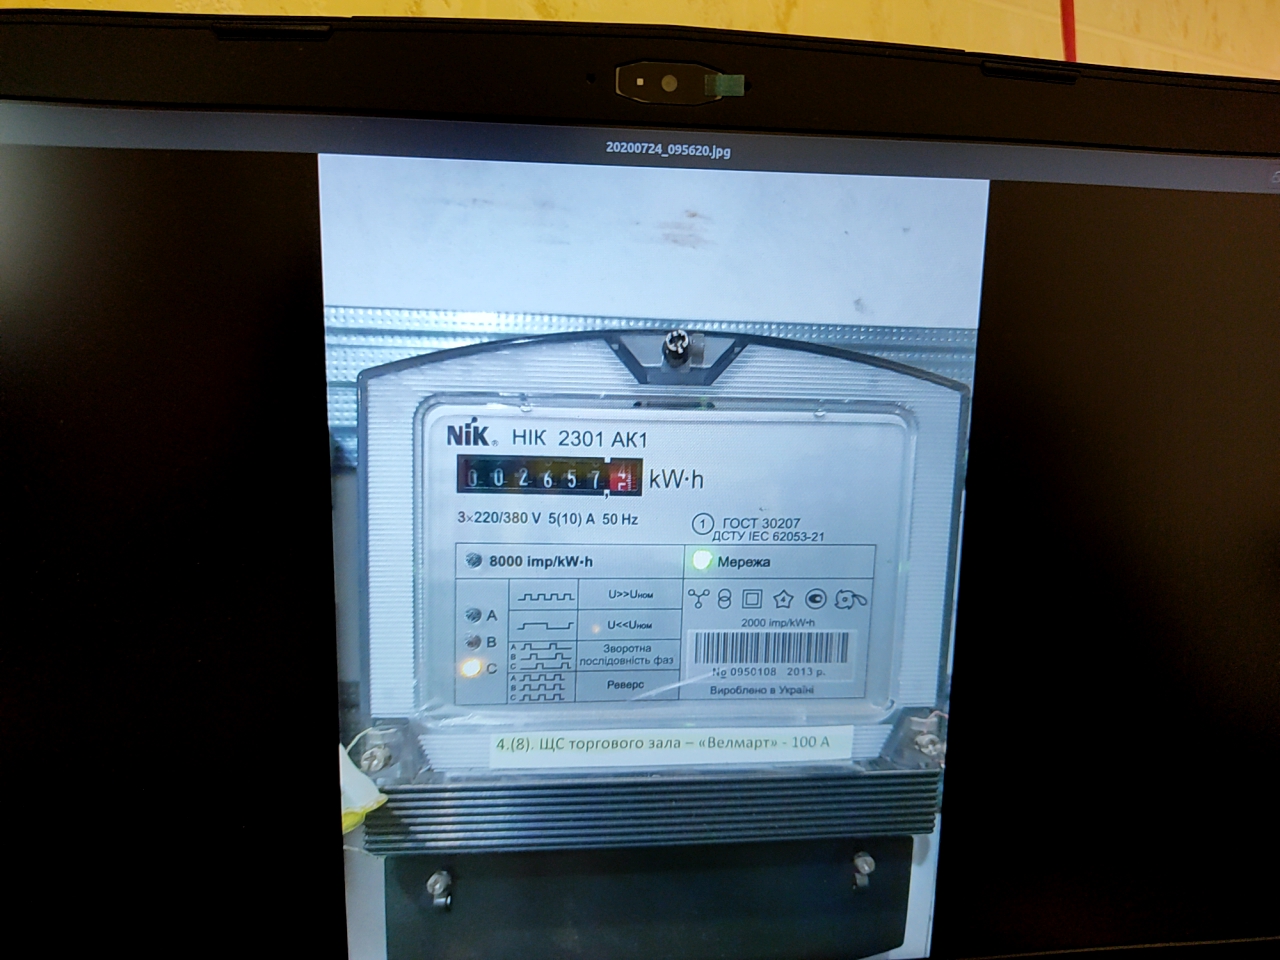 20200724_095620.jpg
NiK® НІК 2301 АК1
0 0 2 6 5 7 kW·h
3×220/380 V 5(10) A 50 Hz
1 ГОСТ 30207
ДСТУ IEC 62053-21
8000 imp/kW·h
Мережа
A
B
C
U>>Uном
U<<Uном
A
B
C
Зворотна
послідовність фаз
A
B
C
Реверс
2000 imp/kW·h
№ 0950108 2013 р.
Вироблено в Україні
4.(8). ЩС торгового зала – «Велмарт» - 100 А